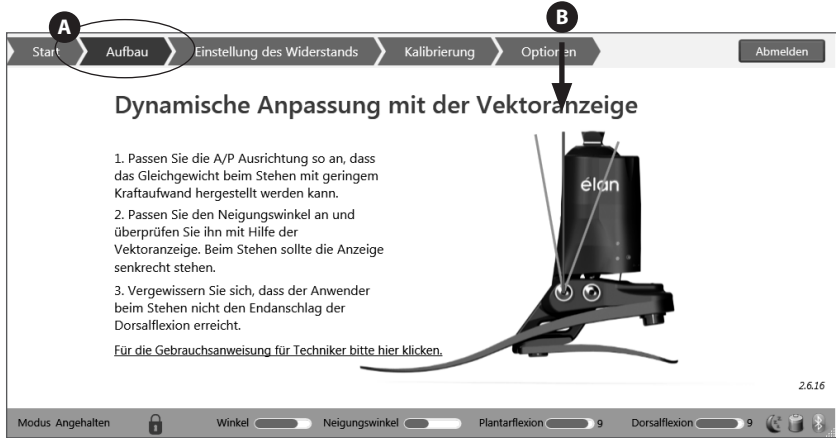 A
B
Start Aufbau Einstellung des Widerstands Kalibrierung Optionen Abmelden
Dynamische Anpassung mit der Vektoranzeige
1. Passen Sie die A/P Ausrichtung so an, dass
das Gleichgewicht beim Stehen mit geringem
Kraftaufwand hergestellt werden kann.
2. Passen Sie den Neigungswinkel an und
überprüfen Sie ihn mit Hilfe der
Vektoranzeige. Beim Stehen sollte die Anzeige
senkrecht stehen.
3. Vergewissern Sie sich, dass der Anwender
beim Stehen nicht den Endanschlag der
Dorsalflexion erreicht.
Für die Gebrauchsanweisung für Techniker bitte hier klicken.
élan
2.6.16
Modus Angehalten Winkel Neigungswinkel Plantarflexion 9 Dorsalflexion 9